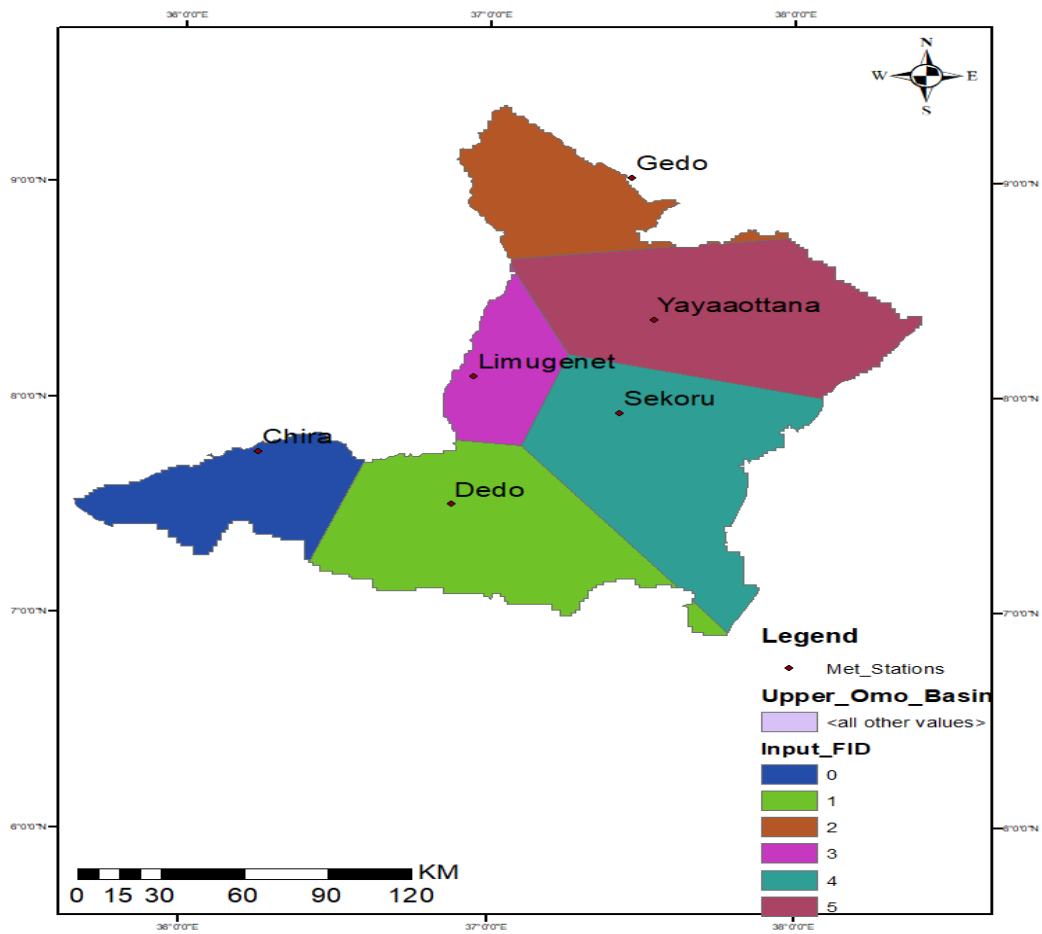 36°0'0"E 37°0'0"E 38°0'0"E
N
W E
S
Gedo
9°0'0"N 9°0'0"N
Yayaaottana
Limugenet
8°0'0"N 8°0'0"N
Sekoru
Chira
Dedo
7°0'0"N 7°0'0"N
Legend
Met_Stations
Upper_Omo_Basin
<all other values>
Input_FID
0
1
2
6°0'0"N 6°0'0"N
3
4
5
KM
0 15 30 60 90 120
36°0'0"E 37°0'0"E 38°0'0"E